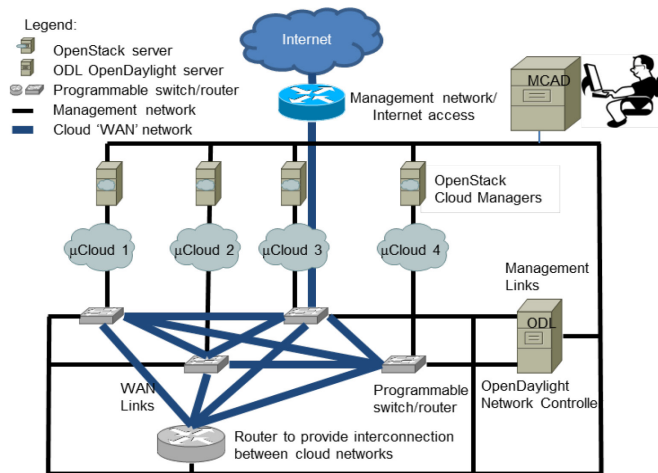 Legend:
OpenStack server
ODL OpenDaylight server
Programmable switch/router
Management network
Cloud 'WAN' network
Internet
Management network/
Internet access
MCAD
OpenStack
Cloud Managers
μCloud 1
μCloud 2
μCloud 3
μCloud 4
Management
Links
ODL
WAN
Links
Programmable
switch/router
OpenDaylight
Network Controlle
Router to provide interconnection
between cloud networks